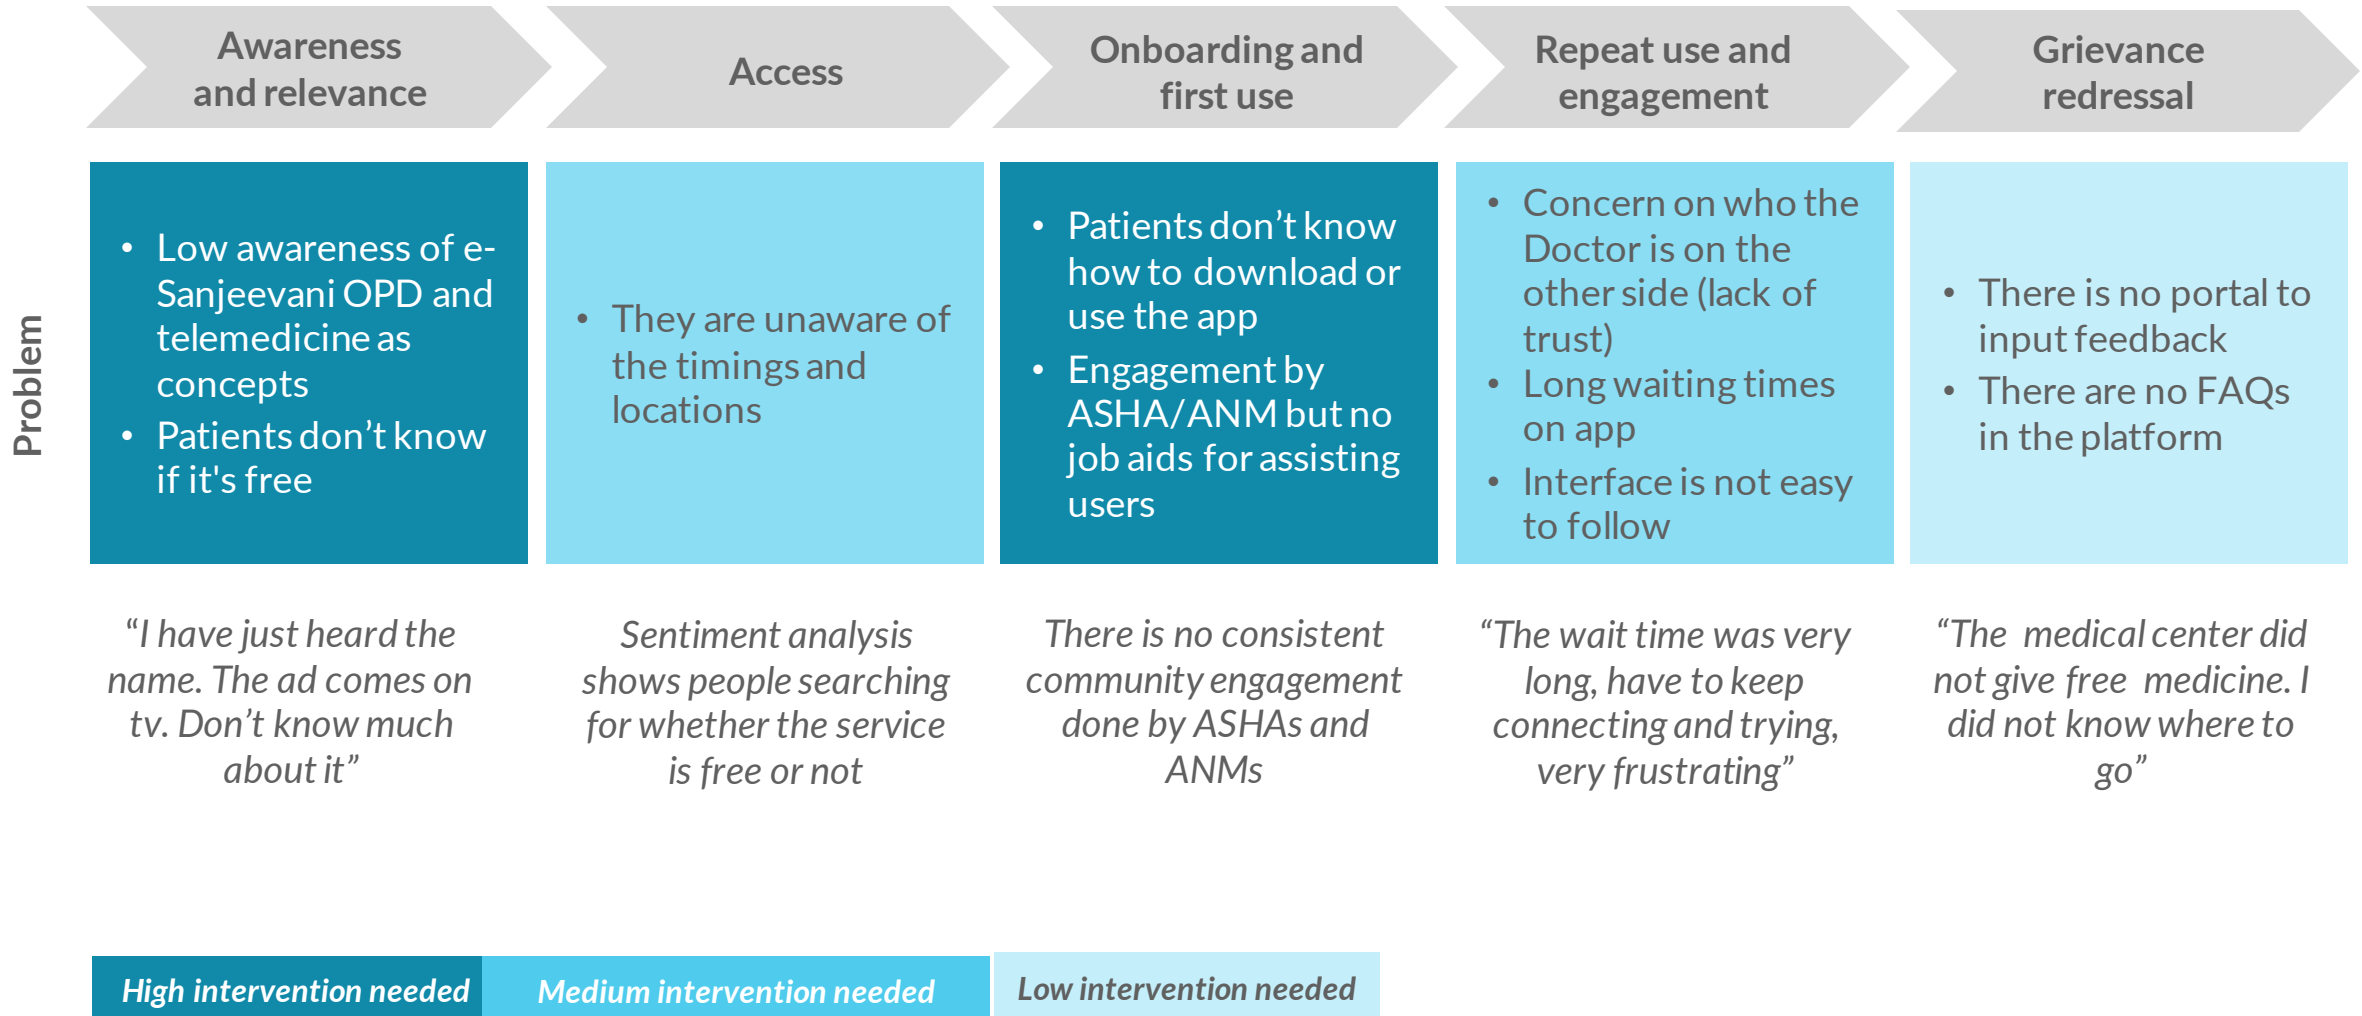 Awareness
and relevance
Access
Onboarding and
first use
Repeat use and
engagement
Grievance
redressal
Problem
• Low awareness of e-
Sanjeevani OPD and
telemedicine as
concepts
• Patients don’t know
if it's free
• They are unaware of
the timings and
locations
• Patients don’t know
how to download or
use the app
• Engagement by
ASHA/ANM but no
job aids for assisting
users
• Concern on who the
Doctor is on the
other side (lack of
trust)
• Long waiting times
on app
• Interface is not easy
to follow
• There is no portal to
input feedback
• There are no FAQs
in the platform
“I have just heard the
name. The ad comes on
tv. Don’t know much
about it”
Sentiment analysis
shows people searching
for whether the service
is free or not
There is no consistent
community engagement
done by ASHAs and
ANMs
“The wait time was very
long, have to keep
connecting and trying,
very frustrating”
“The medical center did
not give free medicine. I
did not know where to
go”
High intervention needed
Medium intervention needed
Low intervention needed